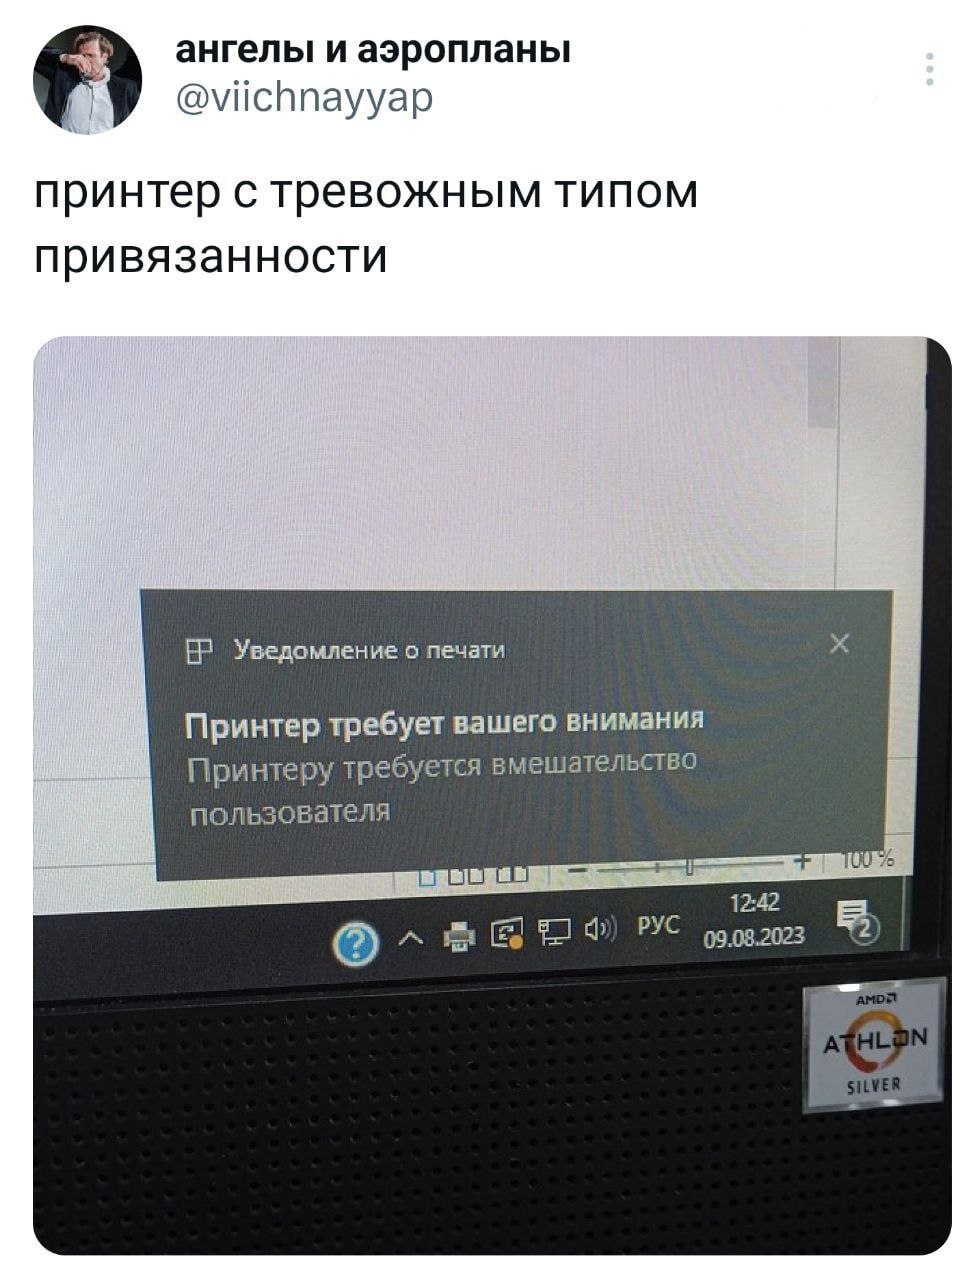 ангелы и аэропланы
@viichnayyap
принтер с тревожным типом
привязанности
Уведомление о печати
Принтер требует вашего внимания
Принтеру требуется вмешательство
пользователя
100 %
РУС
12:42
09.08.2023
2
AMD
ATHLON
SILVER